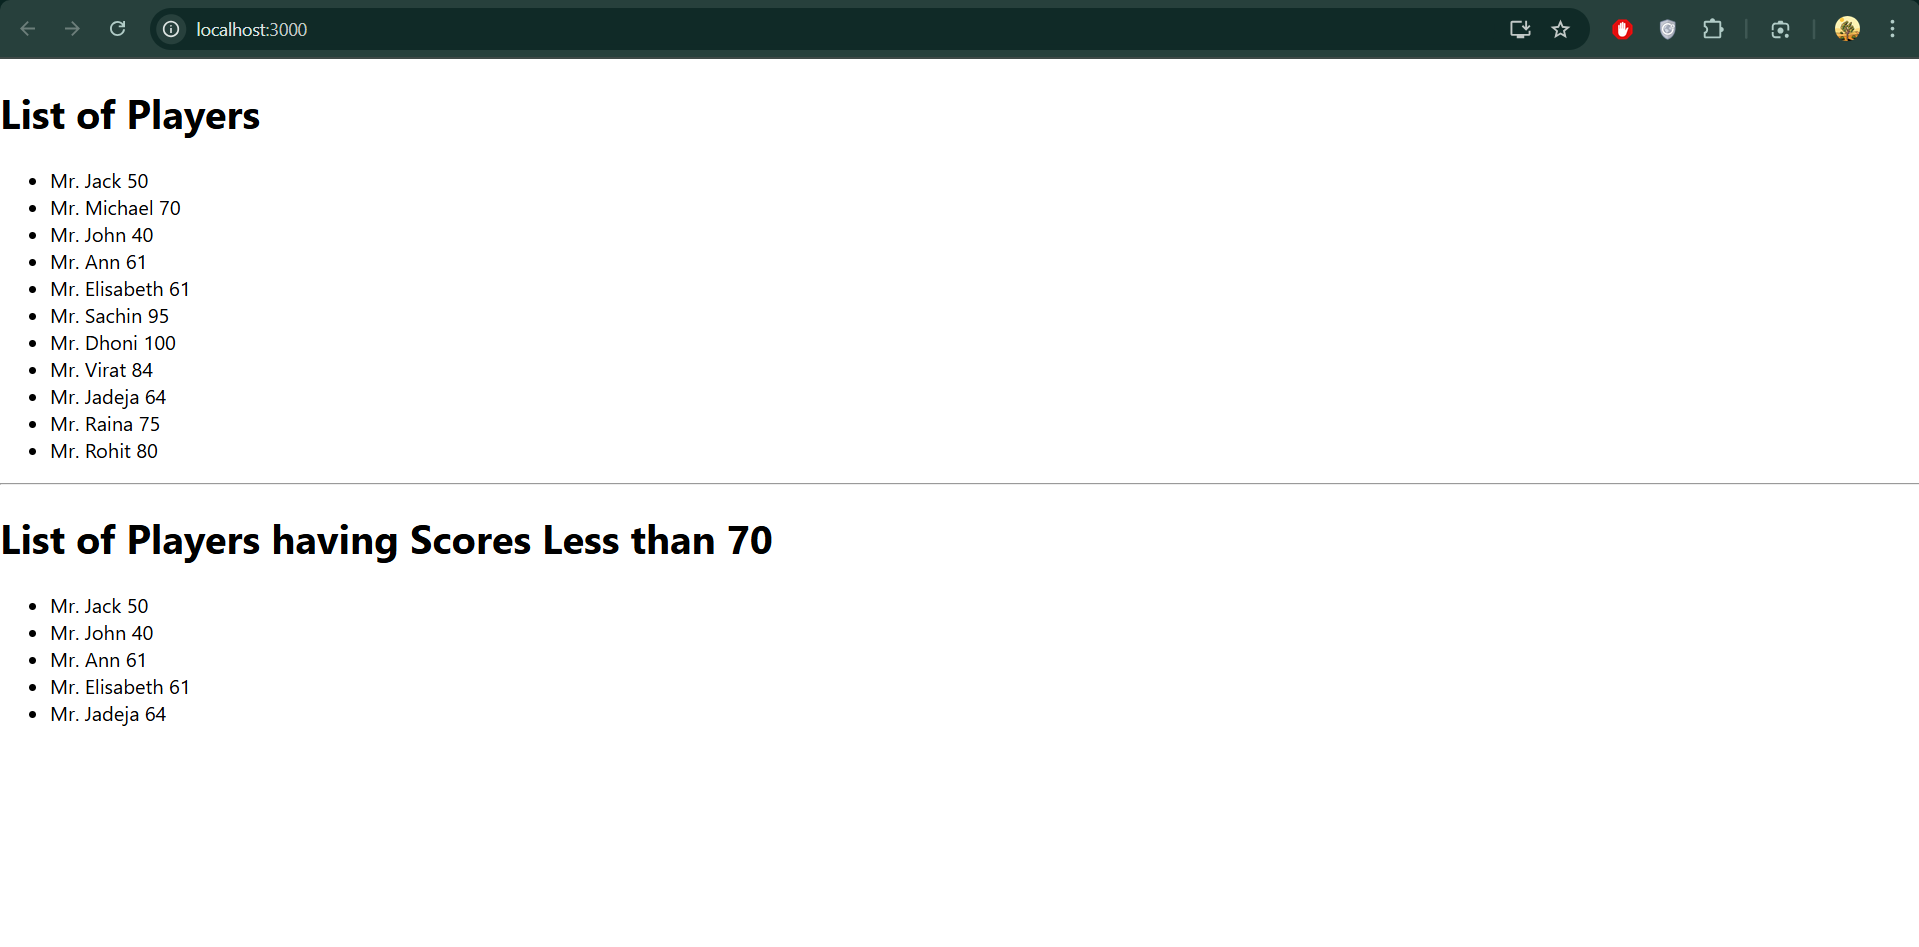 localhost:3000
List of Players
Mr. Jack 50
Mr. Michael 70
Mr. John 40
Mr. Ann 61
Mr. Elisabeth 61
Mr. Sachin 95
Mr. Dhoni 100
Mr. Virat 84
Mr. Jadeja 64
Mr. Raina 75
Mr. Rohit 80
List of Players having Scores Less than 70
Mr. Jack 50
Mr. John 40
Mr. Ann 61
Mr. Elisabeth 61
Mr. Jadeja 64